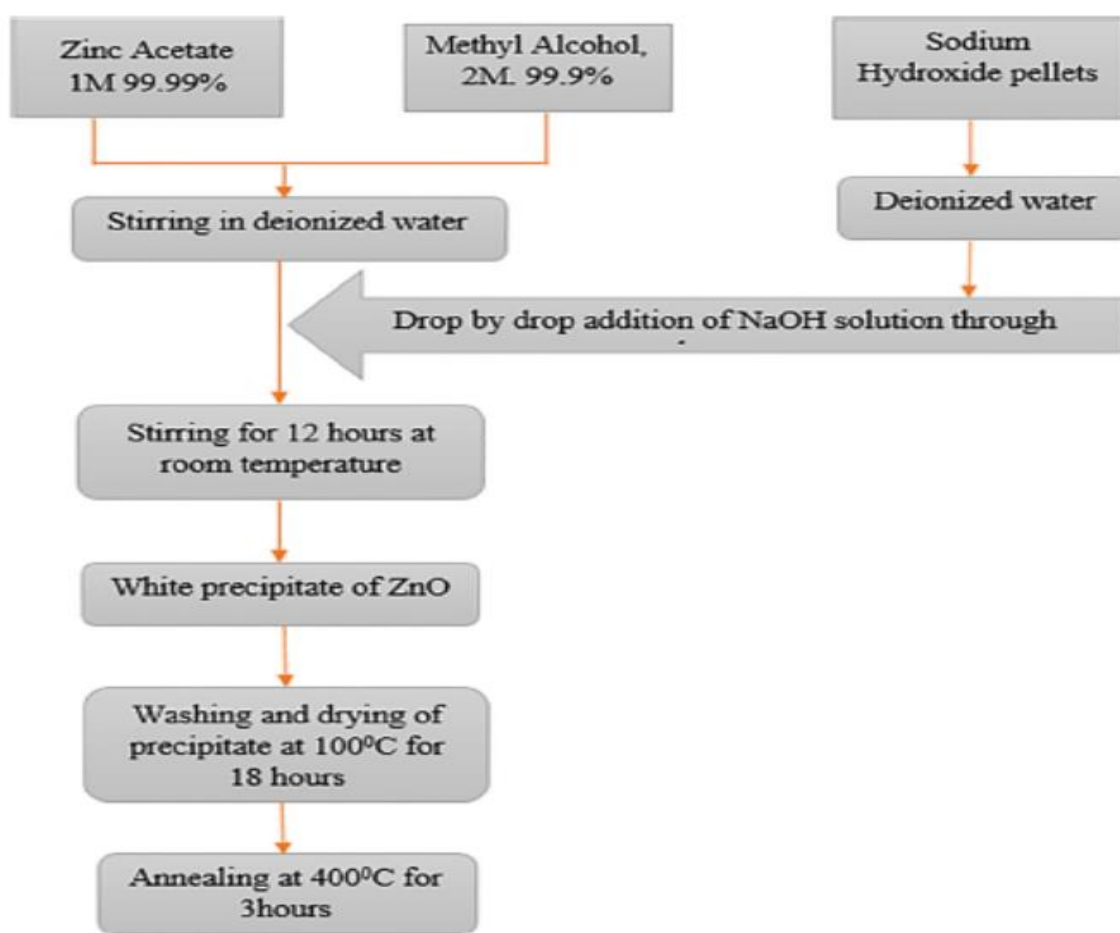 Zinc Acetate
1M 99.99%
Methyl Alcohol,
2M. 99.9%
Sodium
Hydroxide pellets
Stirring in deionized water
Deionized water
Drop by drop addition of NaOH solution through
Stirring for 12 hours at
room temperature
White precipitate of ZnO
Washing and drying of
precipitate at 100⁰C for
18 hours
Annealing at 400⁰C for
3hours